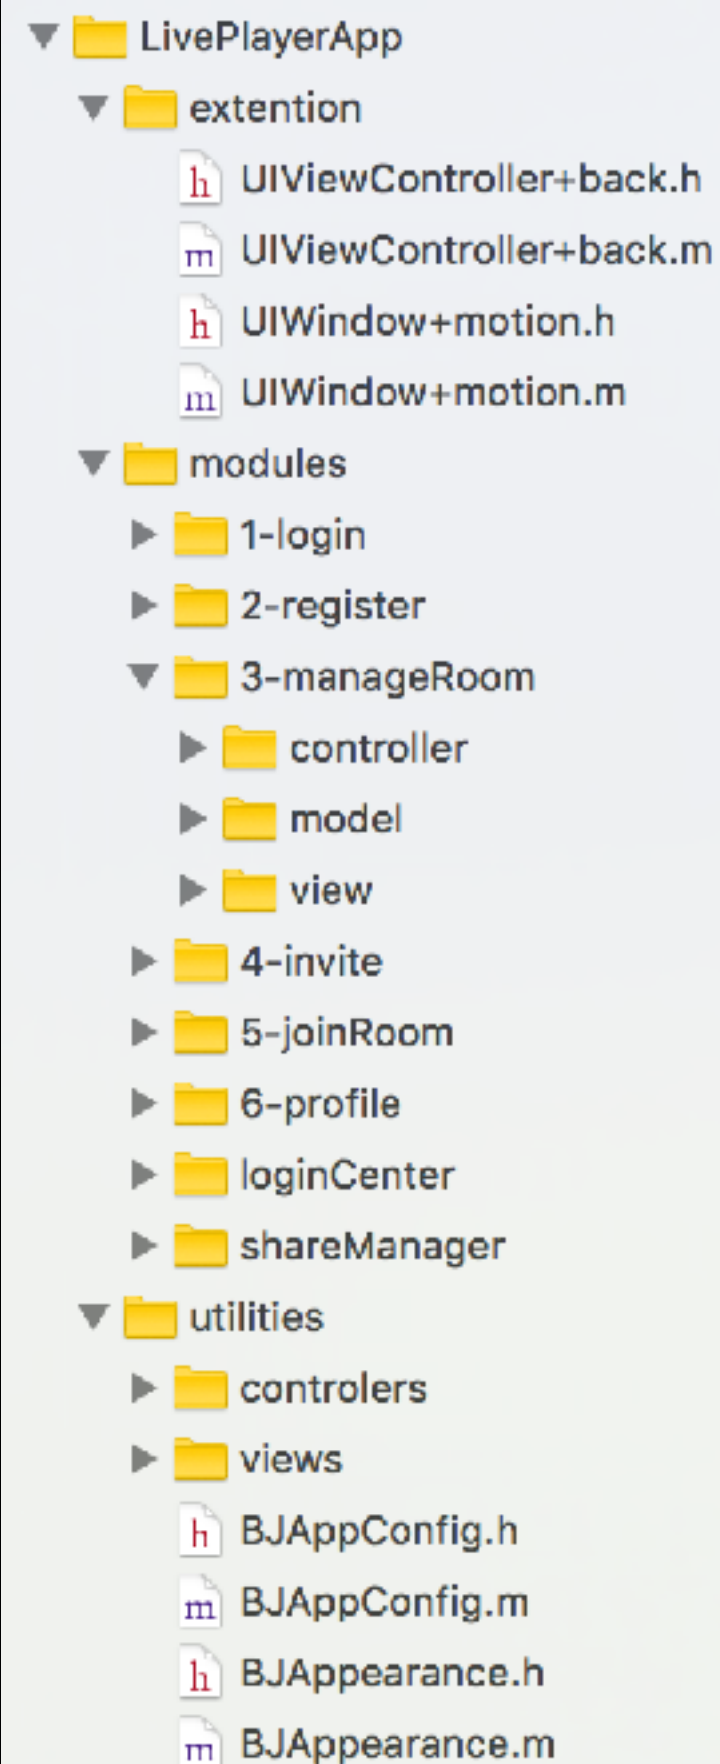 LivePlayerApp
extention
h UIViewController+back.h
m UIViewController+back.m
h UIWindow+motion.h
m UIWindow+motion.m
modules
1-login
2-register
3-manageRoom
controller
model
view
4-invite
5-joinRoom
6-profile
loginCenter
shareManager
utilities
controlers
views
h BJAppConfig.h
m BJAppConfig.m
h BJAppearance.h
m BJAppearance.m